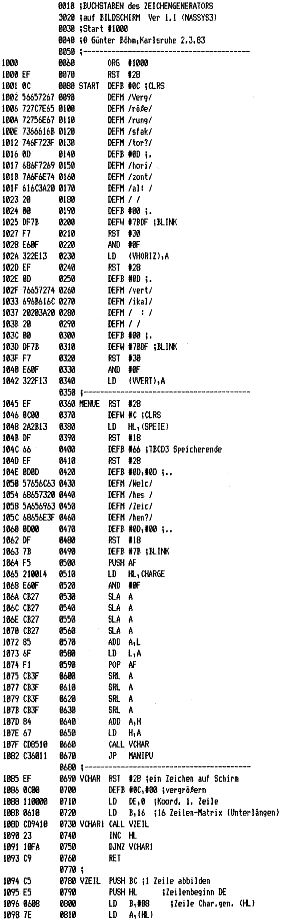 0010 ;BUCHSTABEN des ZEICHENGENERATORS
0020 ;auf BILDSCHIRM  Ver 1.1 (NASSYS3)
0030 ;Start #1000
0040 ;@ Günter Böhm,Karlsruhe 2.3.83
0050 ;--------------------------------
1000 0060 ORG #1000
1000 EF 0070 RST #28
1001 0C 0080 START DEFB #0C ;CLRS
1002 56657267 0090 DEFM /Verg/
1006 727C7E65 0100 DEFM /röße/
100A 72756E67 0110 DEFM /rung/
100E 7366616B 0120 DEFM /sfak/
1012 746F723F 0130 DEFM /tor?/
1016 0D 0140 DEFB #0D ;.
1017 686F7269 0150 DEFM /hori/
101B 7A6F6E74 0160 DEFM /zont/
101F 616C3A20 0170 DEFM /al: /
1023 20 0180 DEFM / /
1024 00 0190 DEFB #00 ;.
1025 DF7B 0200 DEFW #7BDF ;BLINK
1027 F7 0210 RST #30
1028 E60F 0220 AND #0F
102A 322E13 0230 LD (VHORIZ),A
102D EF 0240 RST #28
102E 0D 0250 DEFB #0D ;.
102F 76657274 0260 DEFM /vert/
1033 696B616C 0270 DEFM /ikal/
1037 20203A20 0280 DEFM /  : /
103B 20 0290 DEFM / /
103C 00 0300 DEFB #00 ;.
103D DF7B 0310 DEFW #7BDF ;BLINK
103F F7 0320 RST #30
1040 E60F 0330 AND #0F
1042 322F13 0340 LD (VVERT),A
0350 ;--------------------------------
1045 EF 0360 MENUE RST #28
1046 0C00 0370 DEFW #C ;CLRS
1048 2A2B13 0380 LD HL,(SPEIE)
104B DF 0390 RST #18
104C 66 0400 DEFB #66 ;TBCD3 Speicherende
104D EF 0410 RST #28
104E 0D0D 0420 DEFB #0D,#0D ;..
1050 57656C63 0430 DEFM /Welc/
1054 68657320 0440 DEFM /hes /
1058 5A656963 0450 DEFM /Zeic/
105C 68656E3F 0460 DEFM /hen?/
1060 0D00 0470 DEFB #0D,#00 ;..
1062 DF 0480 RST #18
1063 7B 0490 DEFB #7B ;BLINK
1064 F5 0500 PUSH AF
1065 210014 0510 LD HL,CHARGE
1068 E60F 0520 AND #0F
106A CB27 0530 SLA A
106C CB27 0540 SLA A
106E CB27 0550 SLA A
1070 CB27 0560 SLA A
1072 85 0570 ADD A,L
1073 6F 0580 LD L,A
1074 F1 0590 POP AF
1075 CB3F 0600 SRL A
1077 CB3F 0610 SRL A
1079 CB3F 0620 SRL A
107B CB3F 0630 SRL A
107D 84 0640 ADD A,H
107E 67 0650 LD H,A
107F CD8510 0660 CALL VCHAR
1082 C36011 0670 JP MANIPU
0680 ;--------------------------------
1085 EF 0690 VCHAR RST #28 ;ein Zeichen auf Schirm
1086 0C00 0700 DEFB #0C,#00 ;vergrößern
1088 110000 0710 LD DE,0 ;Koord. 1. Zeile
108B 0610 0720 LD B,16 ;16 Zeilen-Matrix (Unterlängen)
108D CD9410 0730 VCHAR1 CALL VZEIL
1090 23 0740 INC HL
1091 10FA 0750 DJNZ VCHAR1
1093 C9 0760 RET
0770 ;
1094 C5 0780 VZEIL PUSH BC ;1 Zeile abbilden
1095 E5 0790 PUSH HL ;Zeilenbeginn DE
1096 0608 0800 LD B,#08 ;Zeile Char.gen. (HL)
1098 7E 0810 LD A,(HL)